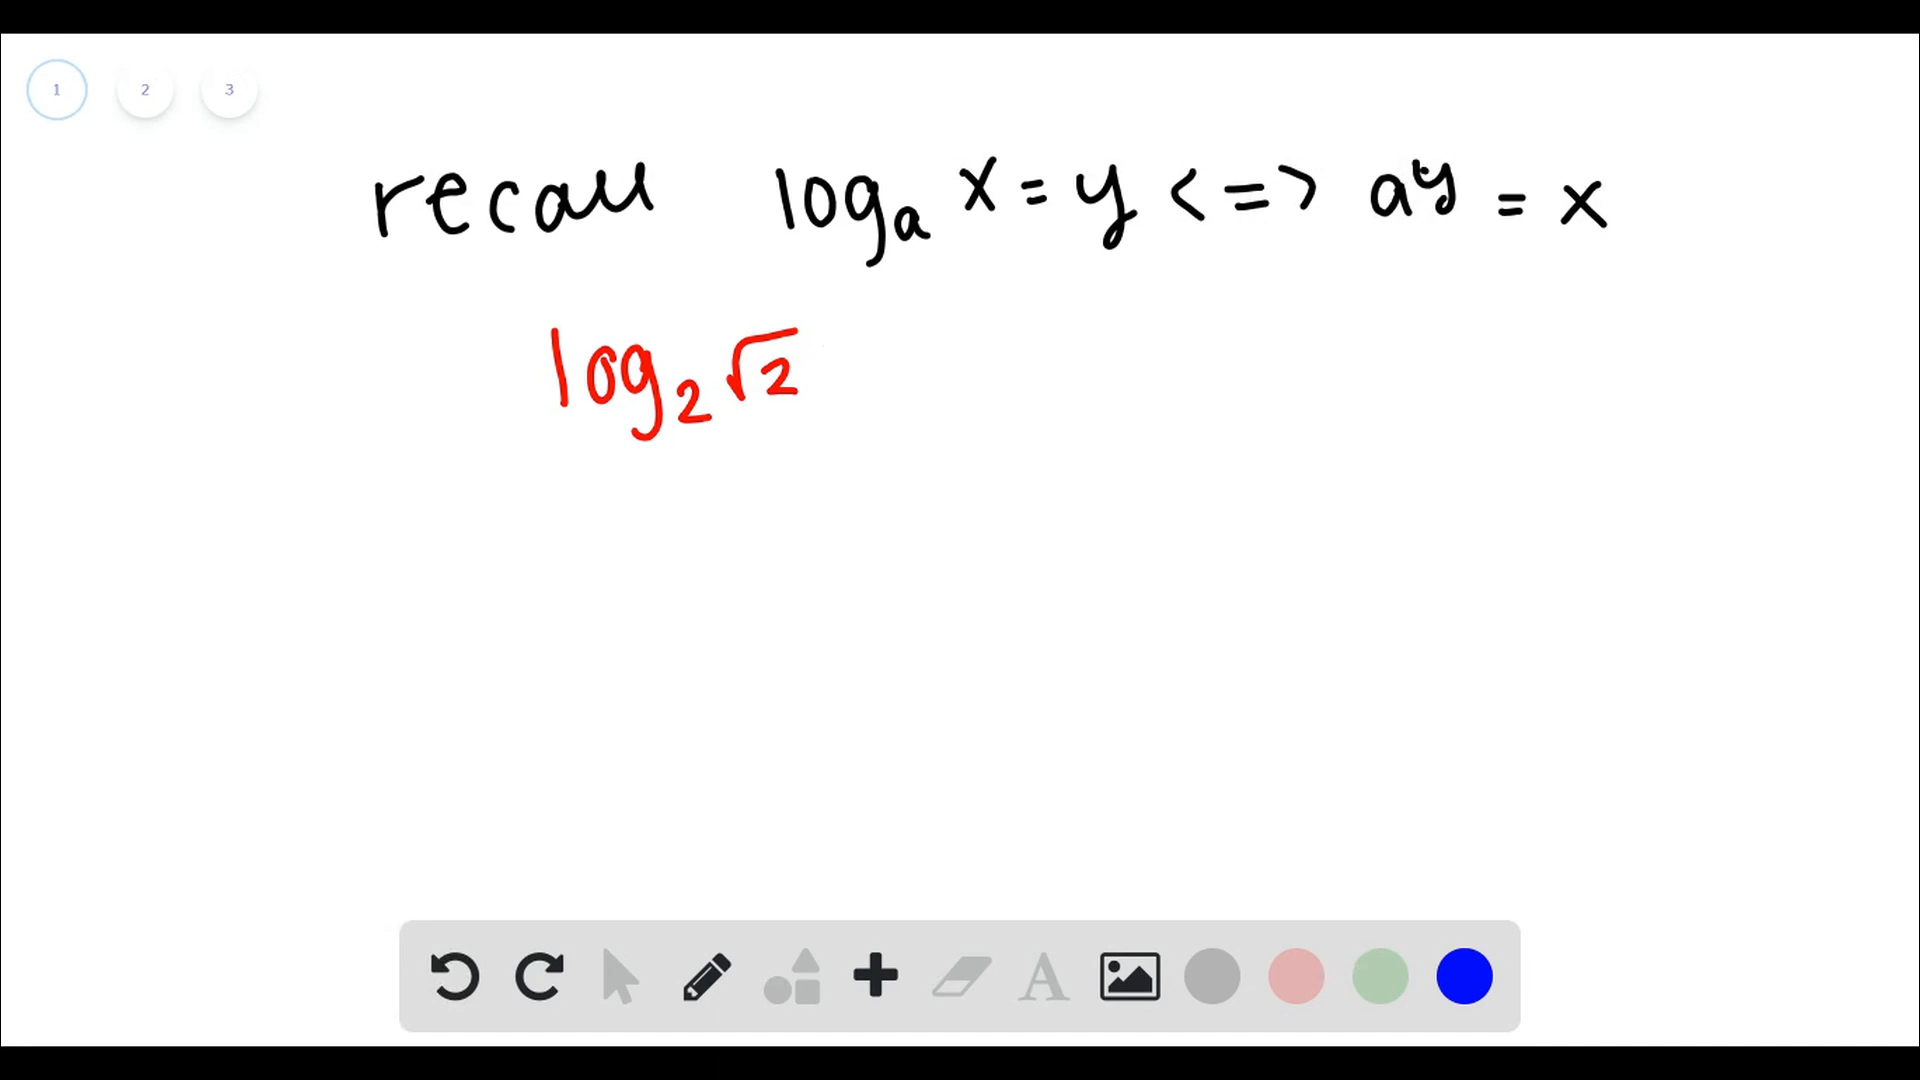 1 2 3
recall log_a x = y <=> a^y = x
log_2 √2
A